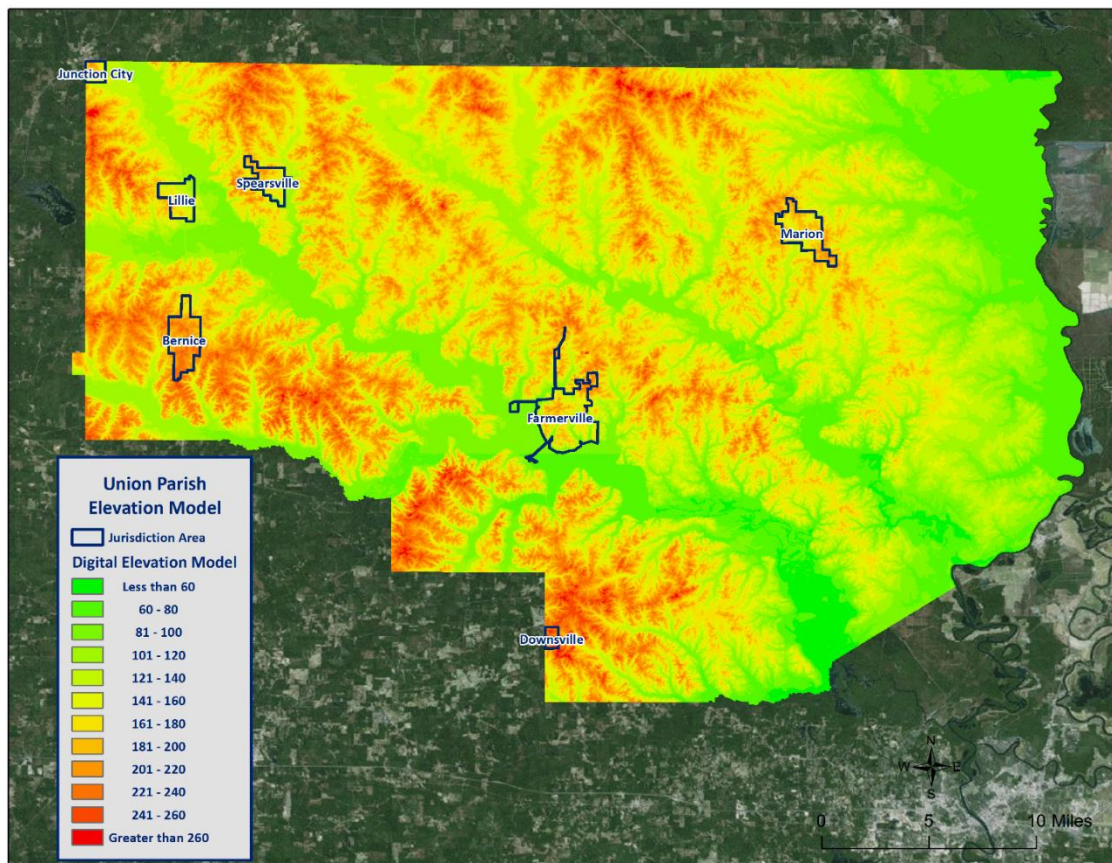 Junction City
Spearsville
Lillie
Marion
Bernice
Farmerville
Downsville
Union Parish
Elevation Model
Jurisdiction Area
Digital Elevation Model
Less than 60
60 - 80
81 - 100
101 - 120
121 - 140
141 - 160
161 - 180
181 - 200
201 - 220
221 - 240
241 - 260
Greater than 260
N
W E
S
0 5 10 Miles